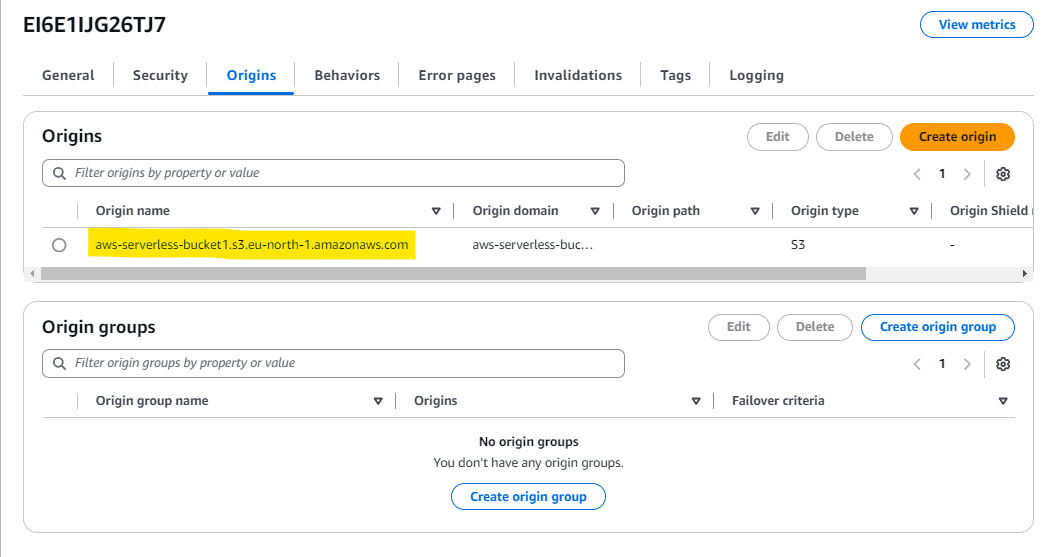 EI6E1IJG26TJ7
View metrics
General Security Origins Behaviors Error pages Invalidations Tags Logging
Origins
Edit Delete Create origin
Filter origins by property or value
1
Origin name Origin domain Origin path Origin type Origin Shield
aws-serverless-bucket1.s3.eu-north-1.amazonaws.com aws-serverless-buc... S3 -
Origin groups
Edit Delete Create origin group
Filter origin groups by property or value
1
Origin group name Origins Failover criteria
No origin groups
You don't have any origin groups.
Create origin group